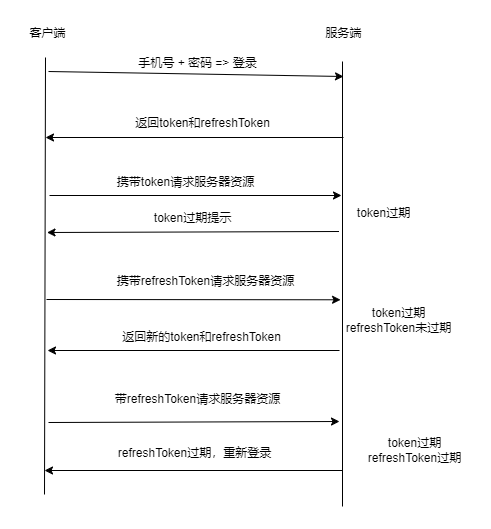 客户端
服务端
手机号 + 密码 => 登录
返回token和refreshToken
携带token请求服务器资源
token过期
token过期提示
携带refreshToken请求服务器资源
token过期
refreshToken未过期
返回新的token和refreshToken
带refreshToken请求服务器资源
token过期
refreshToken过期
refreshToken过期，重新登录